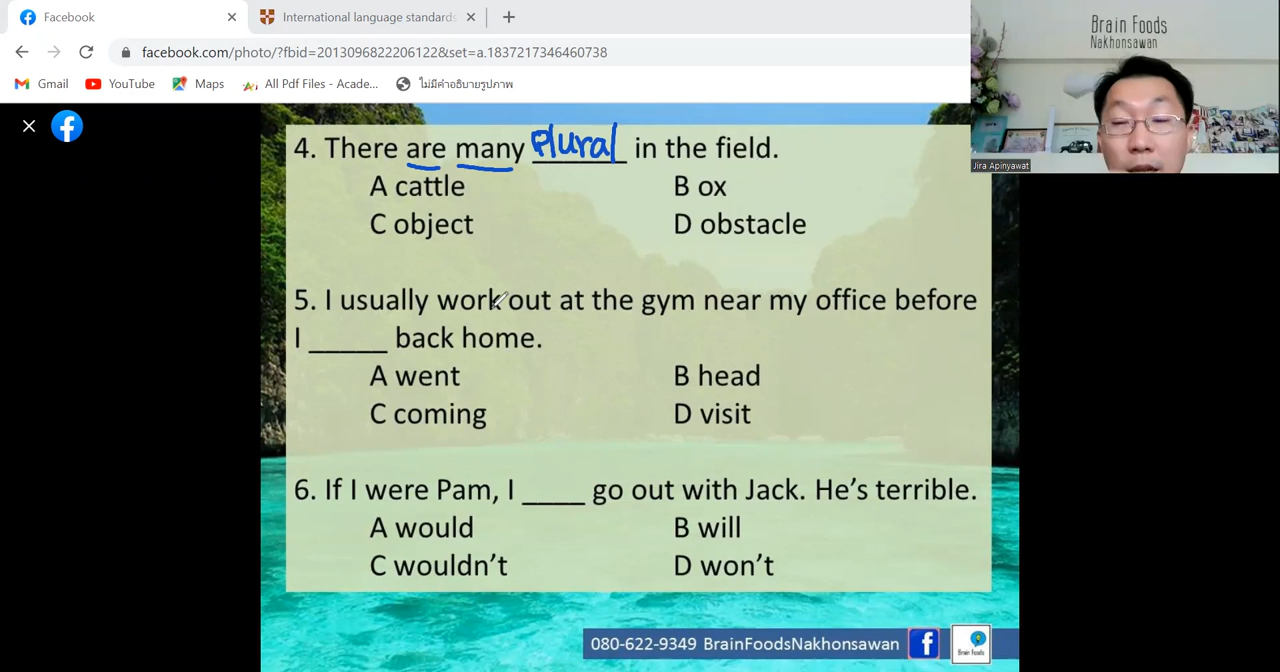 Facebook
International language standards
facebook.com/photo/?fbid=2013096822206122&set=a.1837217346460738
Gmail YouTube Maps All Pdf Files - Acade... ไม่มีคำอธิบายรูปภาพ
Brain Foods
Nakhonsawan
Jira Apinyawat
4. There are many plural in the field.
A cattle B ox
C object D obstacle
5. I usually work out at the gym near my office before
I _____ back home.
A went B head
C coming D visit
6. If I were Pam, I ____ go out with Jack. He's terrible.
A would B will
C wouldn't D won't
080-622-9349 BrainFoodsNakhonsawan
Brain Foods